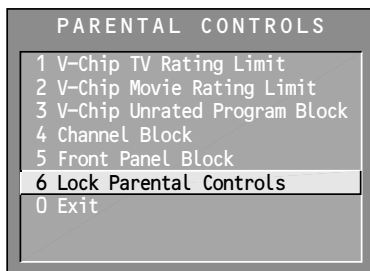 PARENTAL CONTROLS
1 V-Chip TV Rating Limit
2 V-Chip Movie Rating Limit
3 V-Chip Unrated Program Block
4 Channel Block
5 Front Panel Block
6 Lock Parental Controls
0 Exit